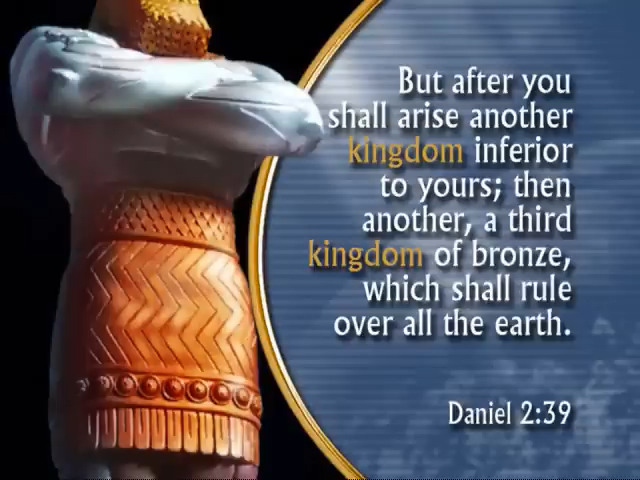 But after you
shall arise another
kingdom inferior
to yours; then
another, a third
kingdom of bronze,
which shall rule
over all the earth.
Daniel 2:39